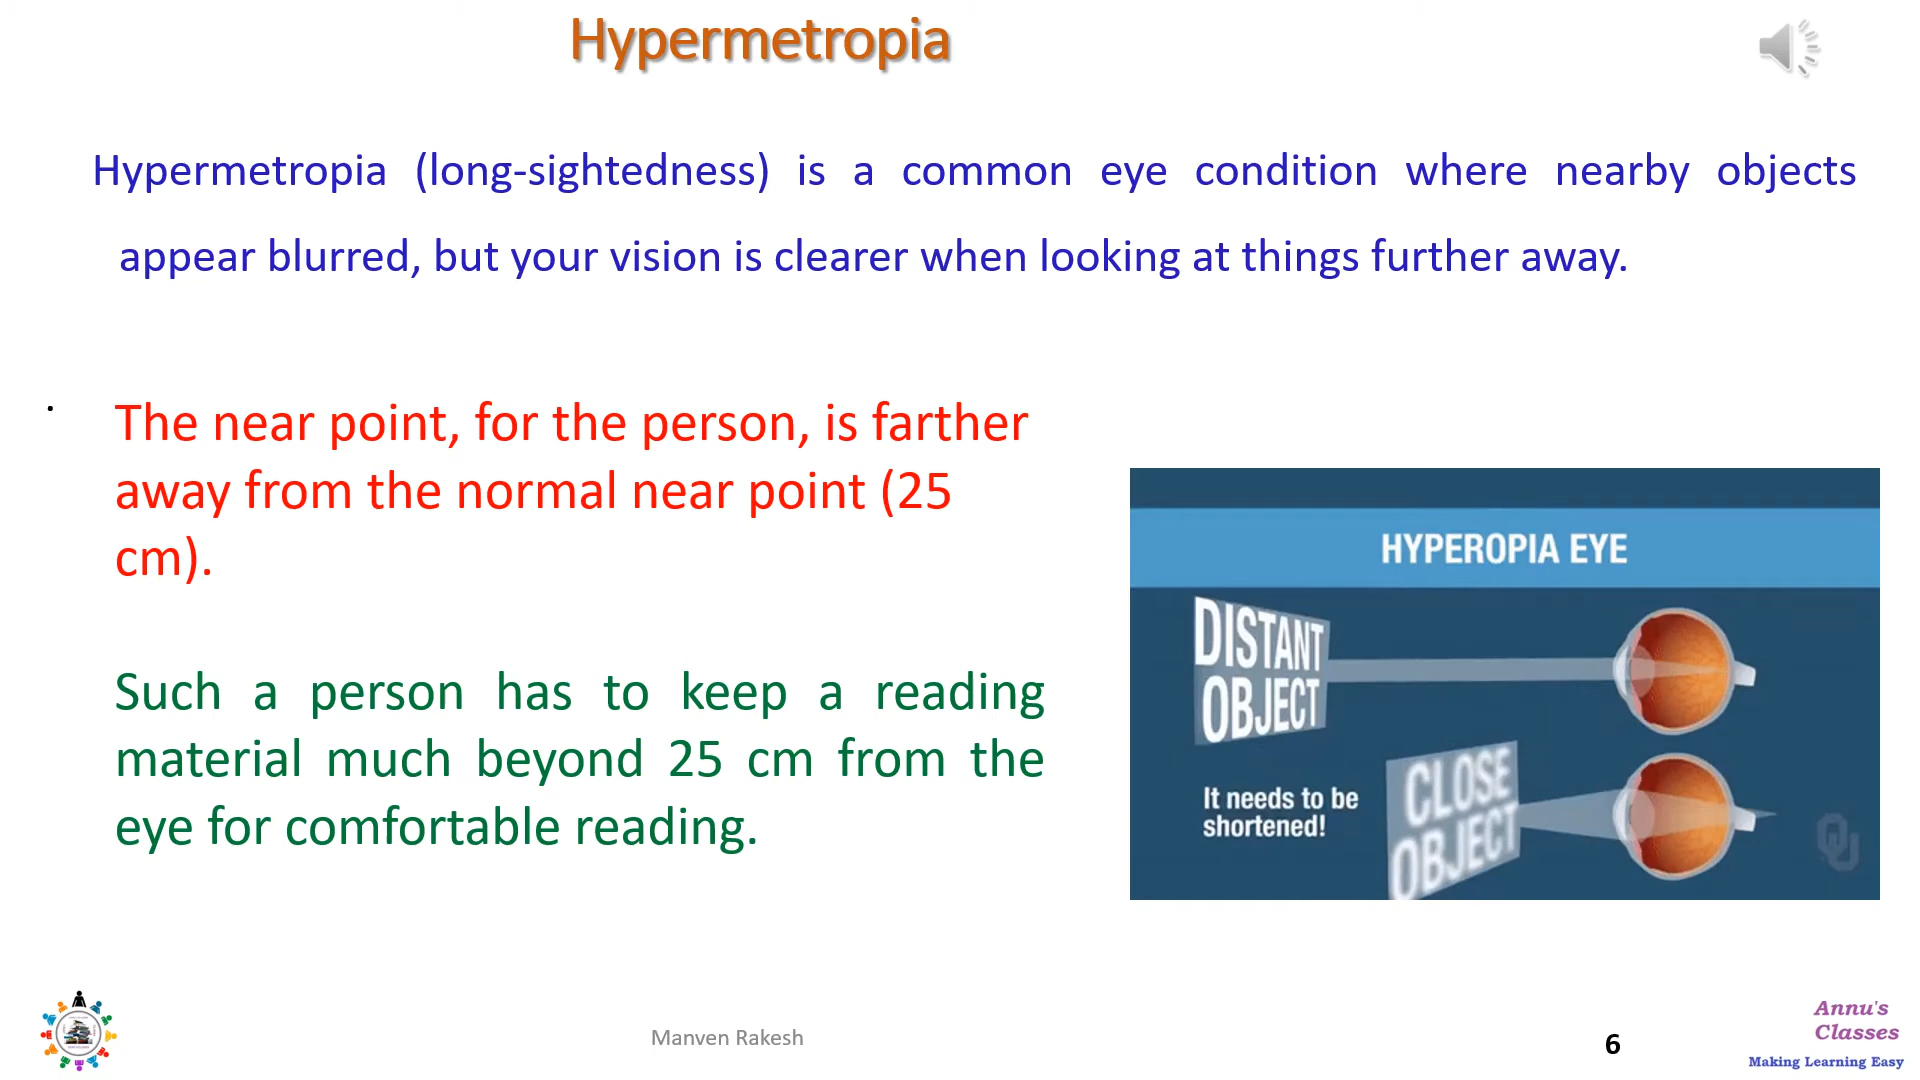 Hypermetropia
Hypermetropia (long-sightedness) is a common eye condition where nearby objects
appear blurred, but your vision is clearer when looking at things further away.
The near point, for the person, is farther
away from the normal near point (25
cm).
Such a person has to keep a reading
material much beyond 25 cm from the
eye for comfortable reading.
HYPEROPIA EYE
DISTANT
OBJECT
CLOSE
OBJECT
It needs to be
shortened!
Manven Rakesh
6
Annu's
Classes
Making Learning Easy